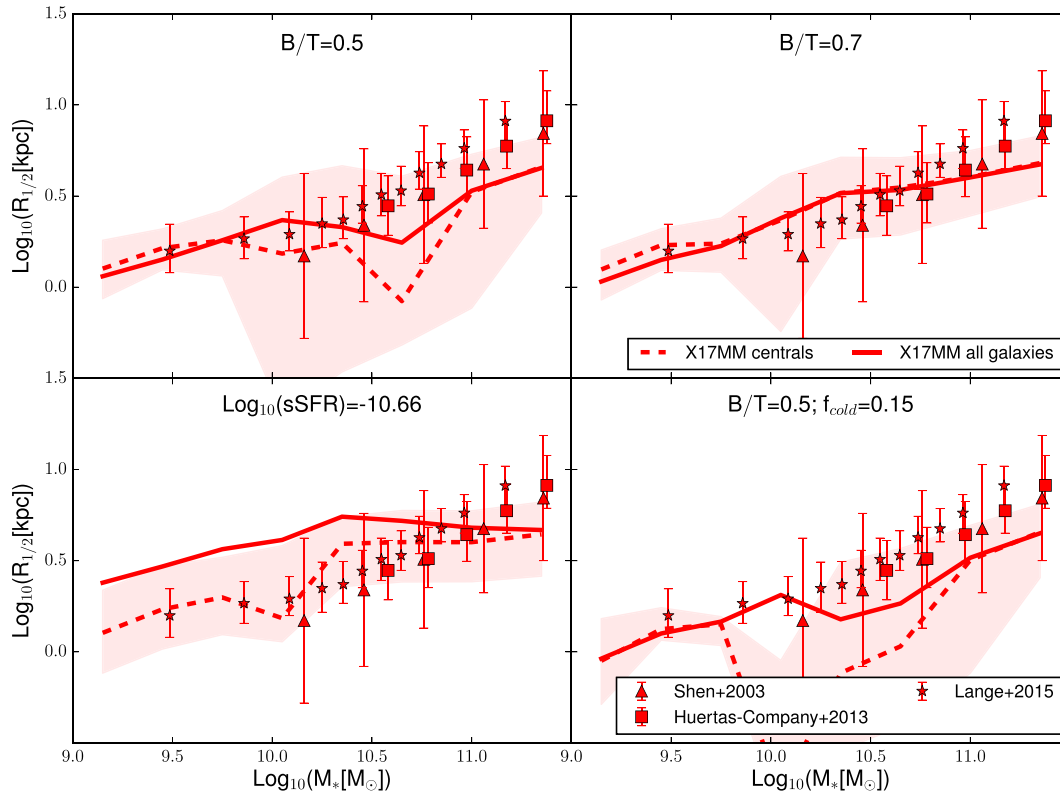 1.5
B/T=0.5
B/T=0.7
1.0
0.5
0.0
Log10(R1/2[kpc])
X17MM centrals
X17MM all galaxies
1.5
Log10(sSFR)=-10.66
B/T=0.5; fcold=0.15
1.0
0.5
0.0
Log10(R1/2[kpc])
Shen+2003
Lange+2015
Huertas-Company+2013
9.0 9.5 10.0 10.5 11.0 9.0 9.5 10.0 10.5 11.0
Log10(M*[M⊙])
Log10(M*[M⊙])